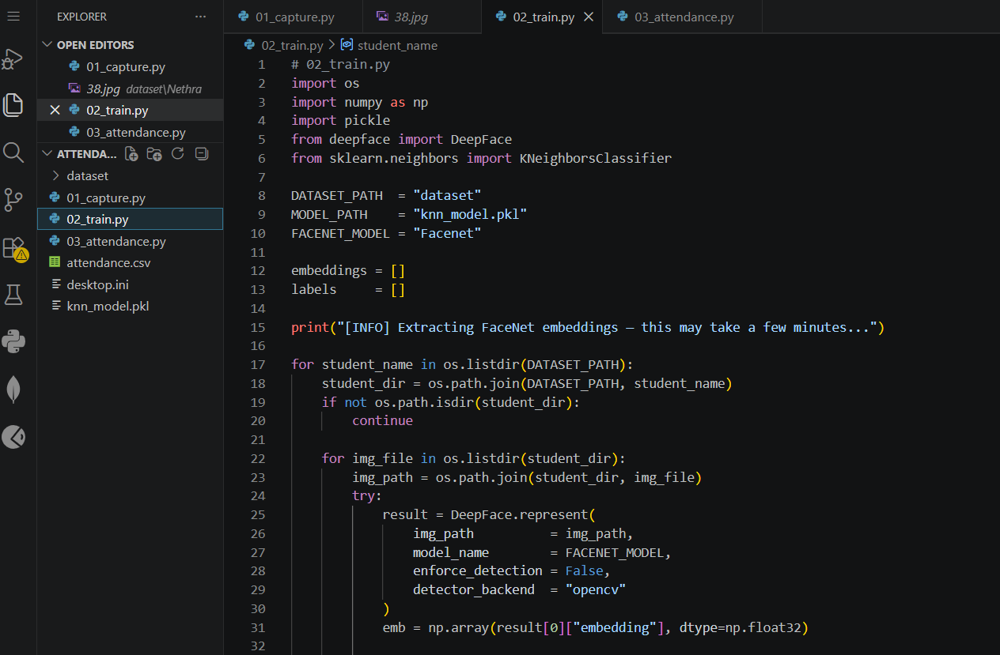 EXPLORER
OPEN EDITORS
01_capture.py
38.jpg dataset\Nethra
02_train.py
03_attendance.py
ATTENDA...
dataset
01_capture.py
02_train.py
03_attendance.py
attendance.csv
desktop.ini
knn_model.pkl
01_capture.py 38.jpg 02_train.py 03_attendance.py
02_train.py > student_name
1 # 02_train.py
2 import os
3 import numpy as np
4 import pickle
5 from deepface import DeepFace
6 from sklearn.neighbors import KNeighborsClassifier
7
8 DATASET_PATH  = "dataset"
9 MODEL_PATH    = "knn_model.pkl"
10 FACENET_MODEL = "Facenet"
11
12 embeddings = []
13 labels     = []
14
15 print("[INFO] Extracting FaceNet embeddings — this may take a few minutes...")
16
17 for student_name in os.listdir(DATASET_PATH):
18     student_dir = os.path.join(DATASET_PATH, student_name)
19     if not os.path.isdir(student_dir):
20         continue
21
22     for img_file in os.listdir(student_dir):
23         img_path = os.path.join(student_dir, img_file)
24         try:
25             result = DeepFace.represent(
26                 img_path          = img_path,
27                 model_name        = FACENET_MODEL,
28                 enforce_detection = False,
29                 detector_backend  = "opencv"
30             )
31             emb = np.array(result[0]["embedding"], dtype=np.float32)
32